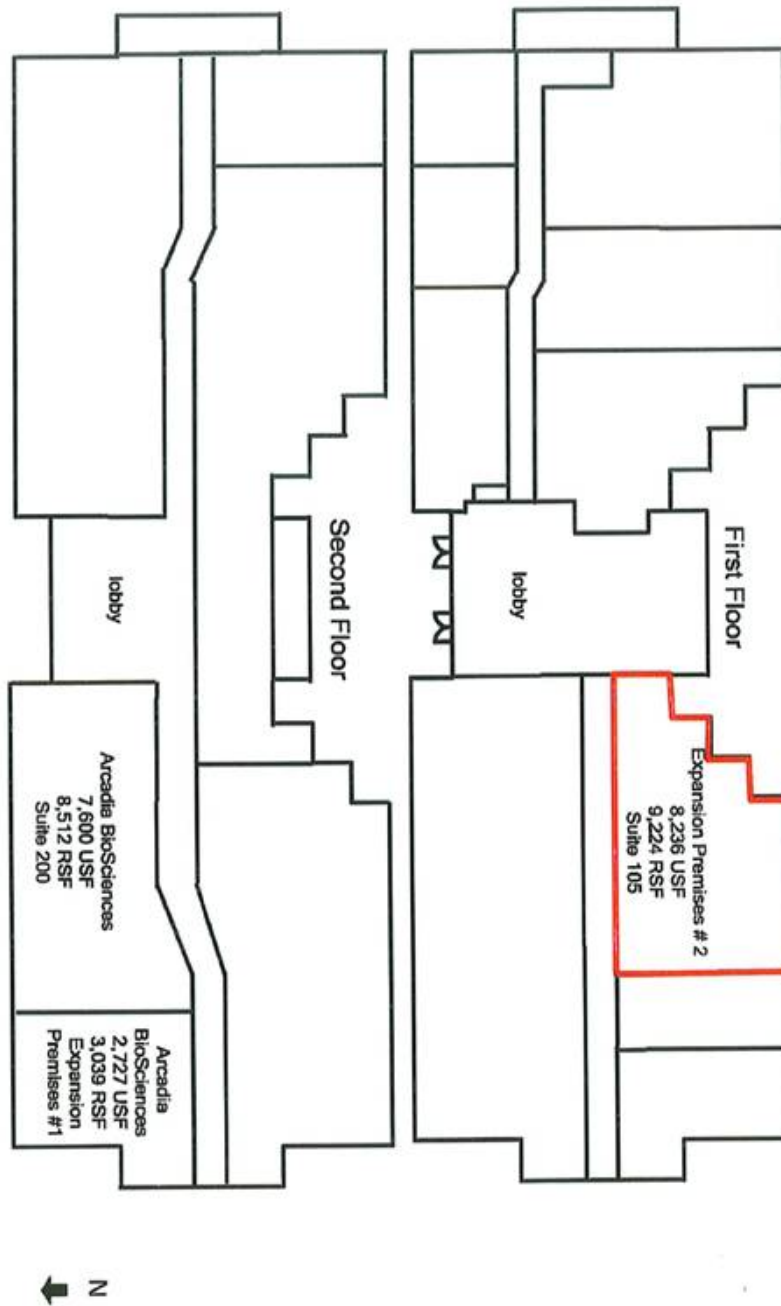 First Floor
lobby
Expansion Premises # 2
8,236 USF
9,224 RSF
Suite 105
Second Floor
lobby
Arcadia BioSciences
7,600 USF
8,512 RSF
Suite 200
Arcadia
BioSciences
2,727 USF
3,039 RSF
Expansion
Premises #1
N